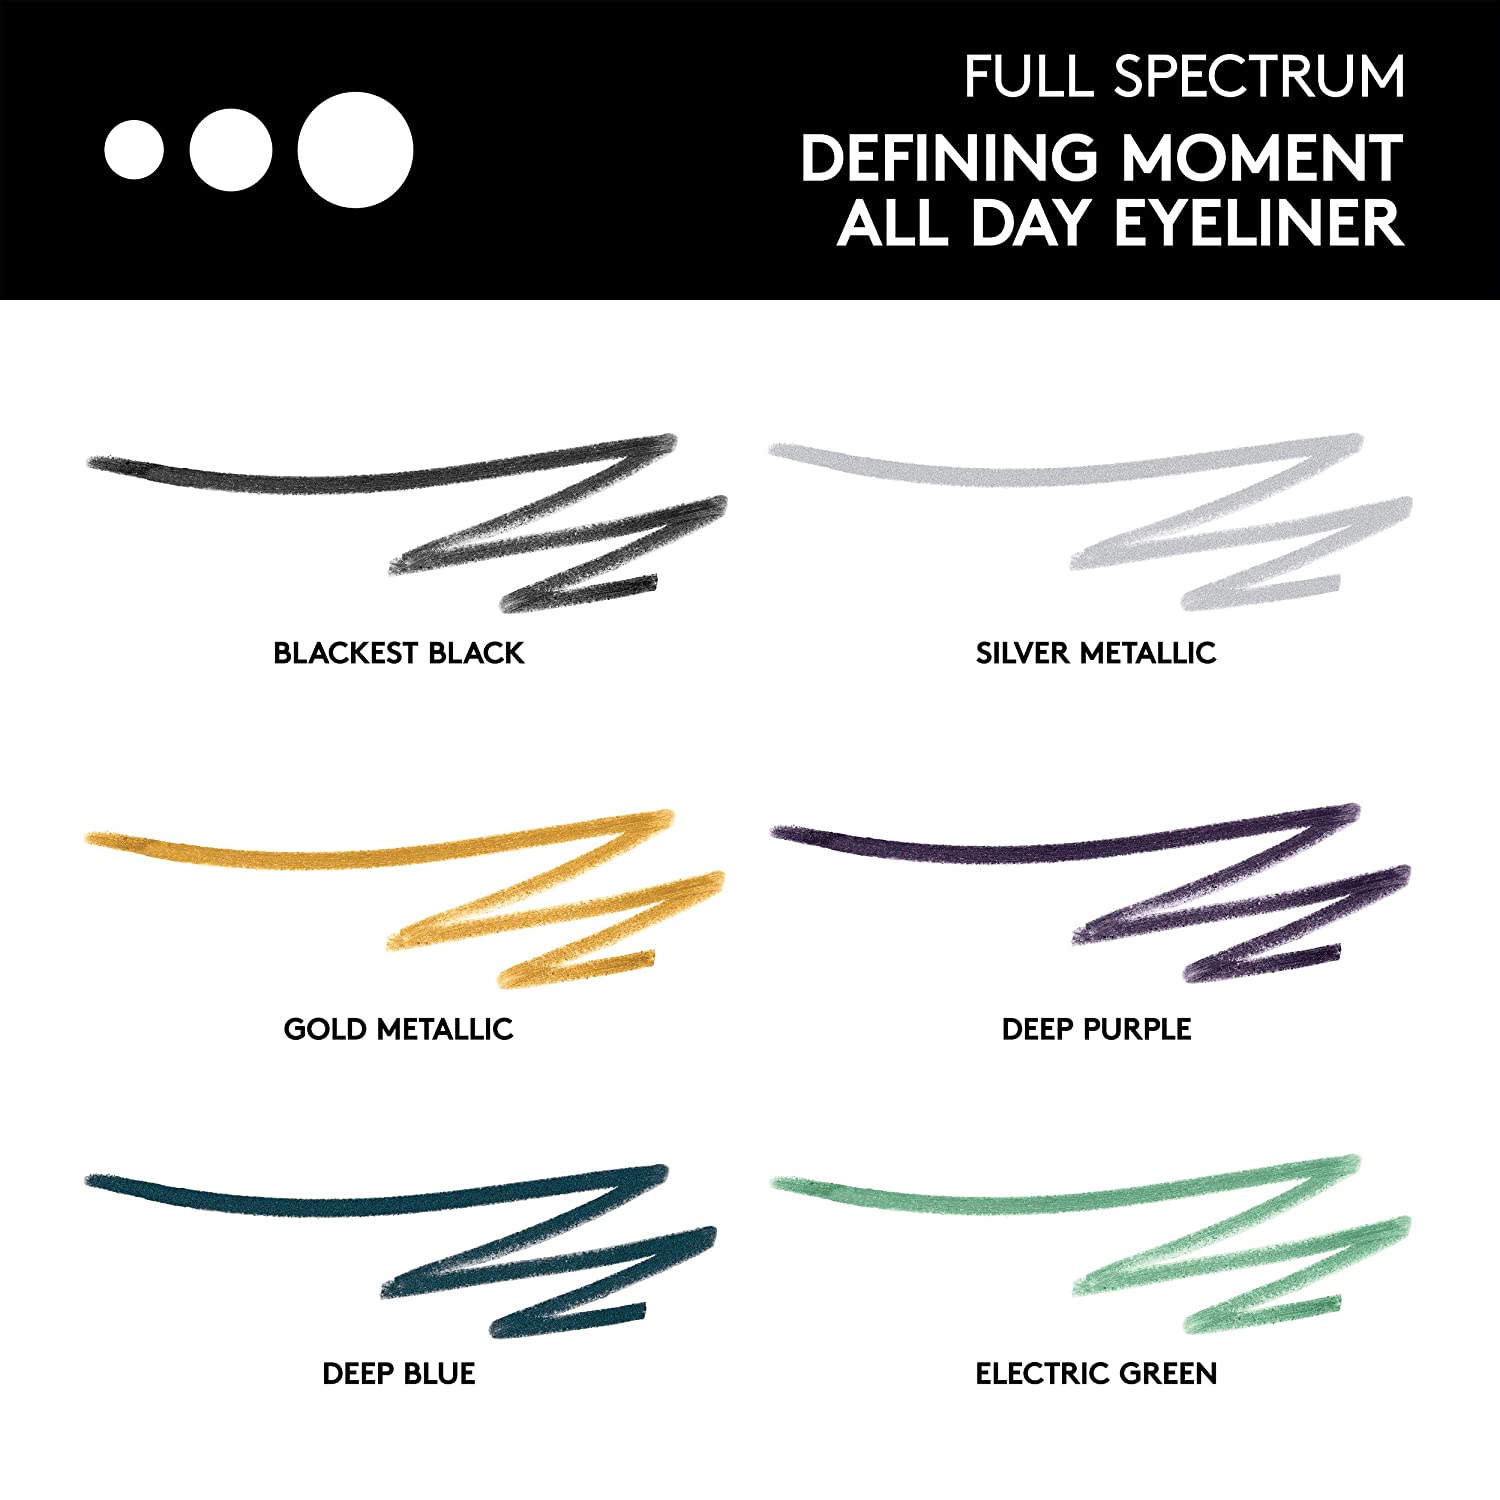 FULL SPECTRUM
DEFINING MOMENT
ALL DAY EYELINER
BLACKEST BLACK
SILVER METALLIC
GOLD METALLIC
DEEP PURPLE
DEEP BLUE
ELECTRIC GREEN